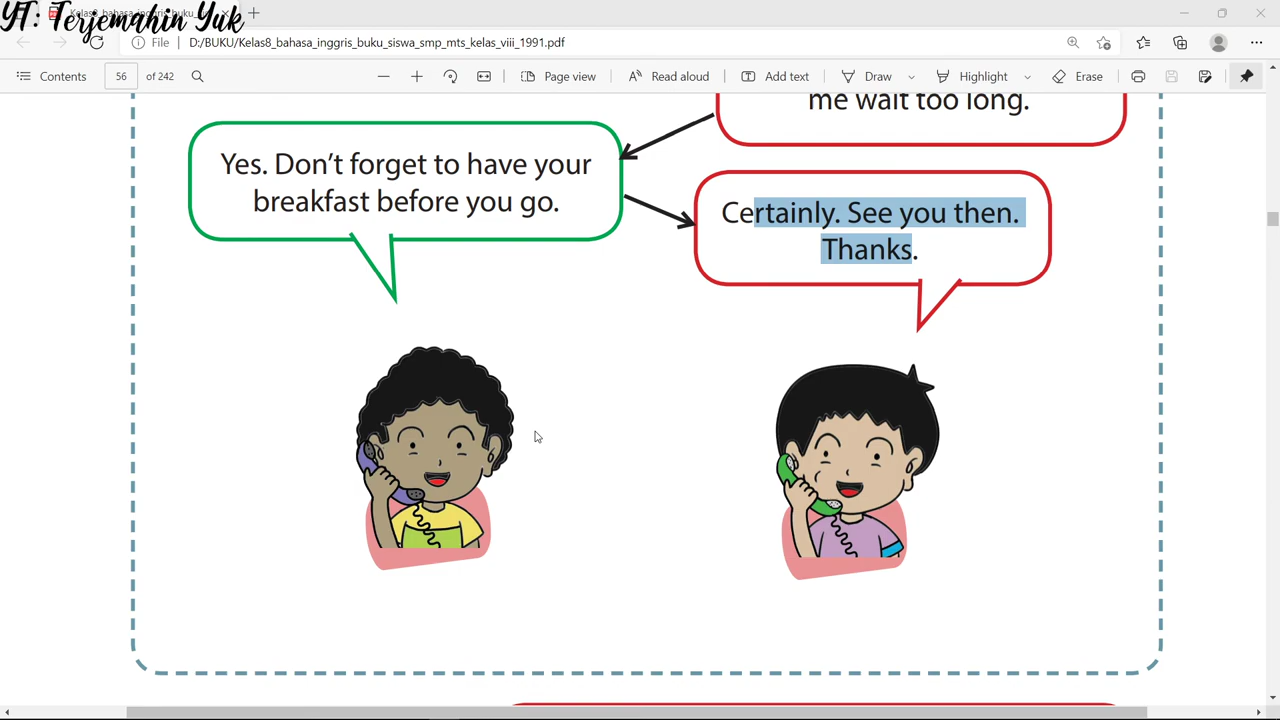 YT: Terjemahin Yuk
File D:/BUKU/Kelas8_bahasa_inggris_buku_siswa_smp_mts_kelas_viii_1991.pdf
Contents 56 of 242 Page view Read aloud Add text Draw Highlight Erase
me wait too long.
Yes. Don't forget to have your
breakfast before you go.
Certainly. See you then.
Thanks.